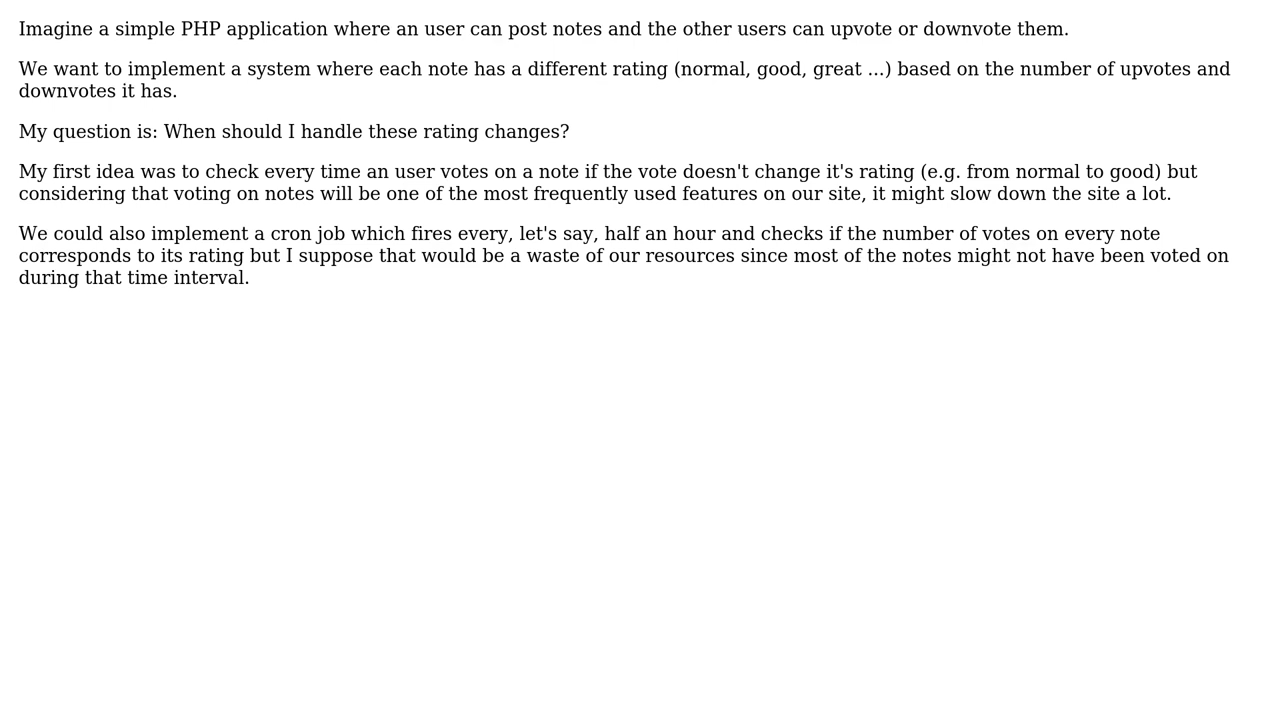 Imagine a simple PHP application where an user can post notes and the other users can upvote or downvote them.
We want to implement a system where each note has a different rating (normal, good, great ...) based on the number of upvotes and
downvotes it has.
My question is: When should I handle these rating changes?
My first idea was to check every time an user votes on a note if the vote doesn't change it's rating (e.g. from normal to good) but
considering that voting on notes will be one of the most frequently used features on our site, it might slow down the site a lot.
We could also implement a cron job which fires every, let's say, half an hour and checks if the number of votes on every note
corresponds to its rating but I suppose that would be a waste of our resources since most of the notes might not have been voted on
during that time interval.